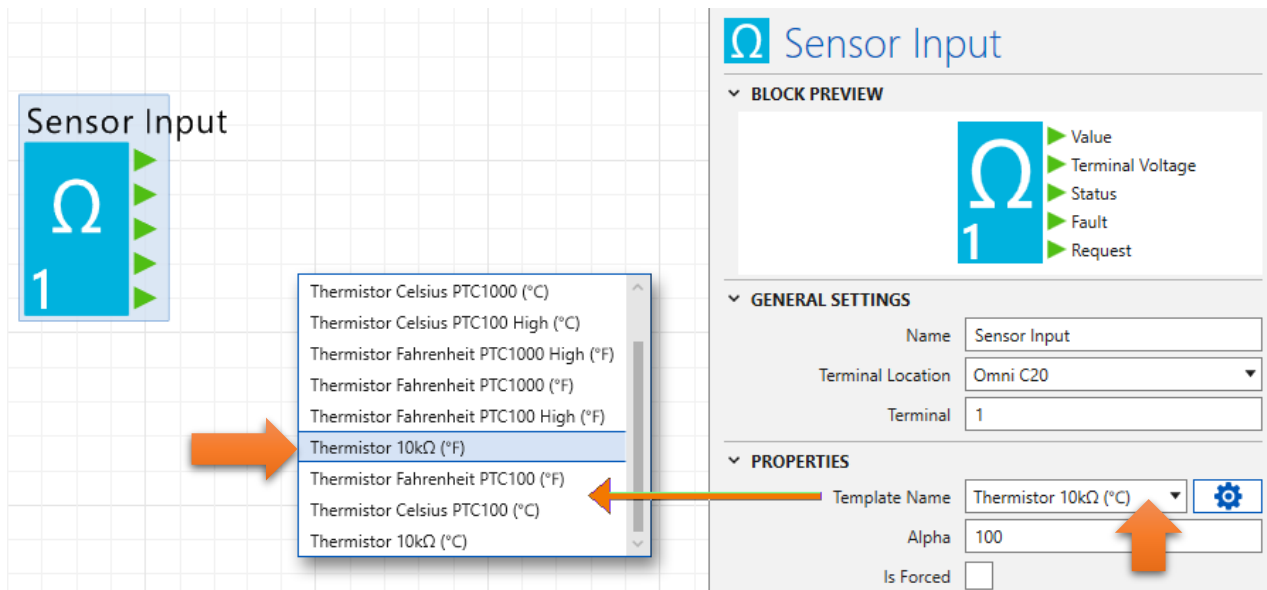 Sensor Input
Ω
1
Thermistor Celsius PTC1000 (°C)
Thermistor Celsius PTC100 High (°C)
Thermistor Fahrenheit PTC1000 High (°F)
Thermistor Fahrenheit PTC1000 (°F)
Thermistor Fahrenheit PTC100 High (°F)
Thermistor 10kΩ (°F)
Thermistor Fahrenheit PTC100 (°F)
Thermistor Celsius PTC100 (°C)
Thermistor 10kΩ (°C)
Ω Sensor Input
BLOCK PREVIEW
Ω
1
Value
Terminal Voltage
Status
Fault
Request
GENERAL SETTINGS
Name Sensor Input
Terminal Location Omni C20
Terminal 1
PROPERTIES
Template Name Thermistor 10kΩ (°C)
Alpha 100
Is Forced